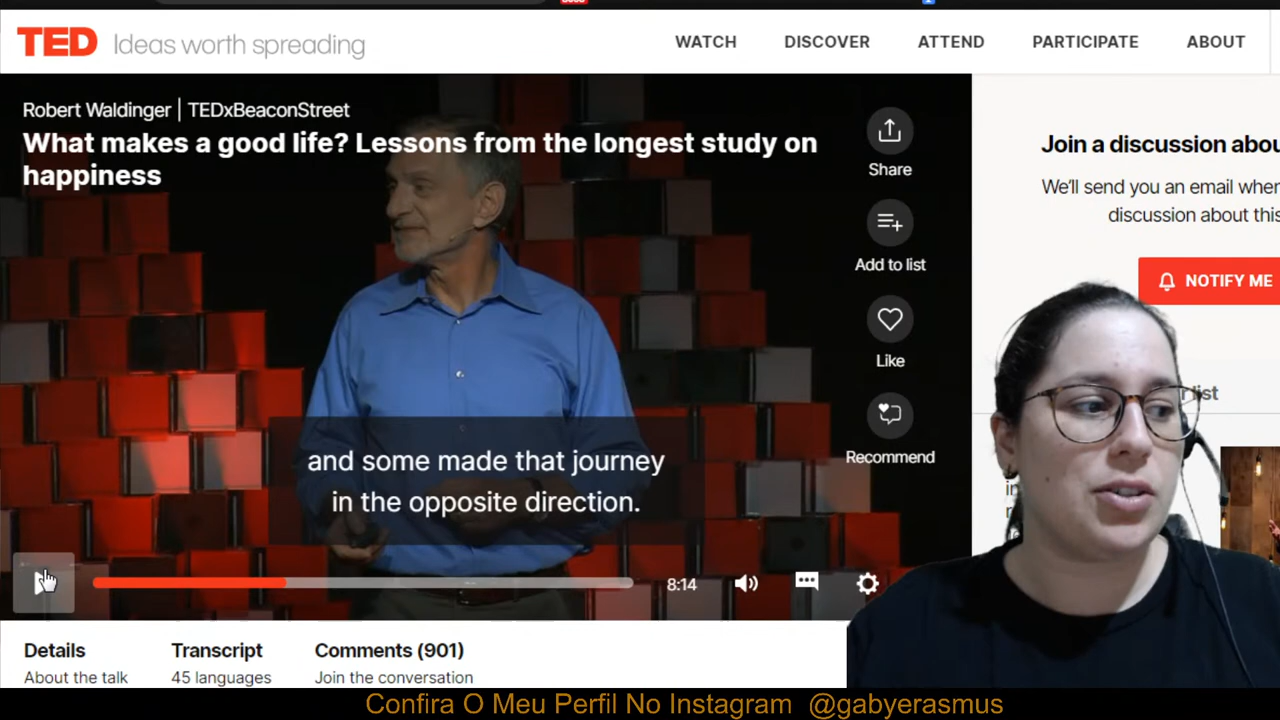 TED Ideas worth spreading
WATCH DISCOVER ATTEND PARTICIPATE ABOUT
Robert Waldinger | TEDxBeaconStreet
What makes a good life? Lessons from the longest study on
happiness
Share
Add to list
Like
Recommend
and some made that journey
in the opposite direction.
8:14
Join a discussion
We'll send you an email
discussion about
NOTIFY ME
list
Details
About the talk
Transcript
45 languages
Comments (901)
Join the conversation
Confira O Meu Perfil No Instagram @gabyerasmus